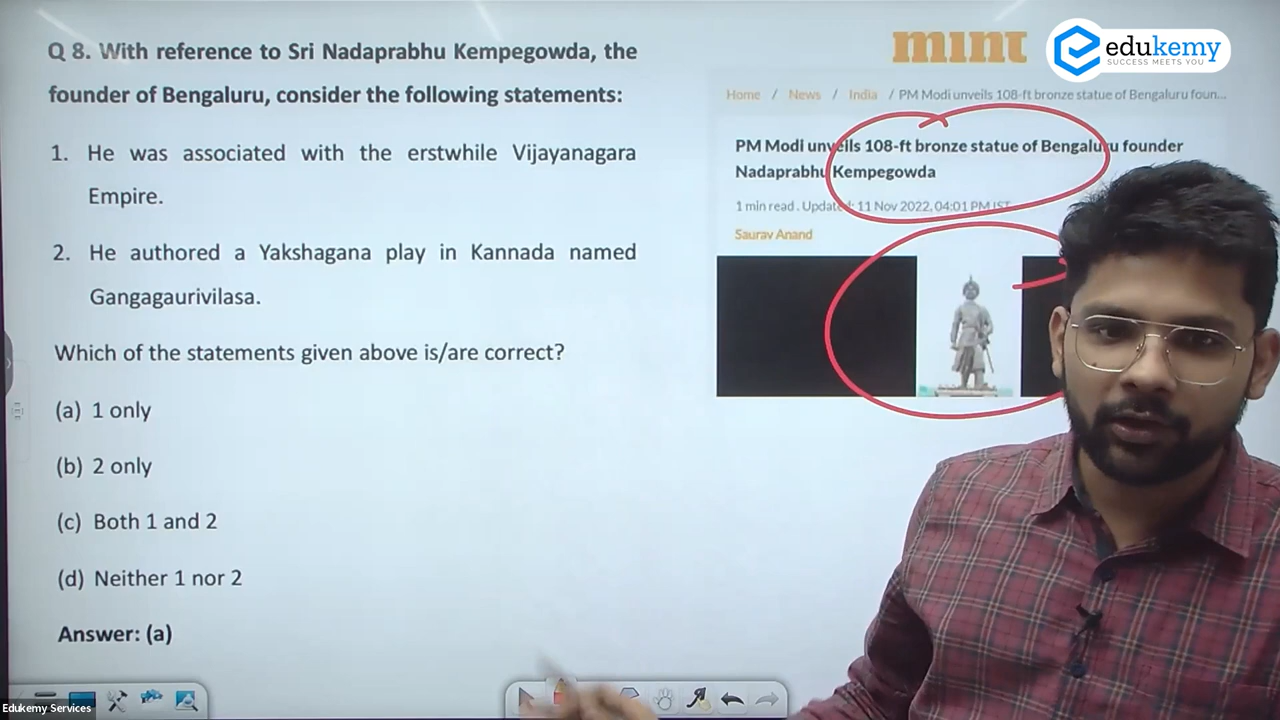 Q 8. With reference to Sri Nadaprabhu Kempegowda, the
founder of Bengaluru, consider the following statements:
1. He was associated with the erstwhile Vijayanagara
Empire.
2. He authored a Yakshagana play in Kannada named
Gangagaurivilasa.
Which of the statements given above is/are correct?
(a) 1 only
(b) 2 only
(c) Both 1 and 2
(d) Neither 1 nor 2
Answer: (a)
mint
edukemy
SUCCESS MEETS YOU
Home / News / India / PM Modi unveils 108-ft bronze statue of Bengaluru foun...
PM Modi unveils 108-ft bronze statue of Bengaluru founder
Nadaprabhu Kempegowda
1 min read . Updated: 11 Nov 2022, 04:01 PM IST
Saurav Anand
Edukemy Services